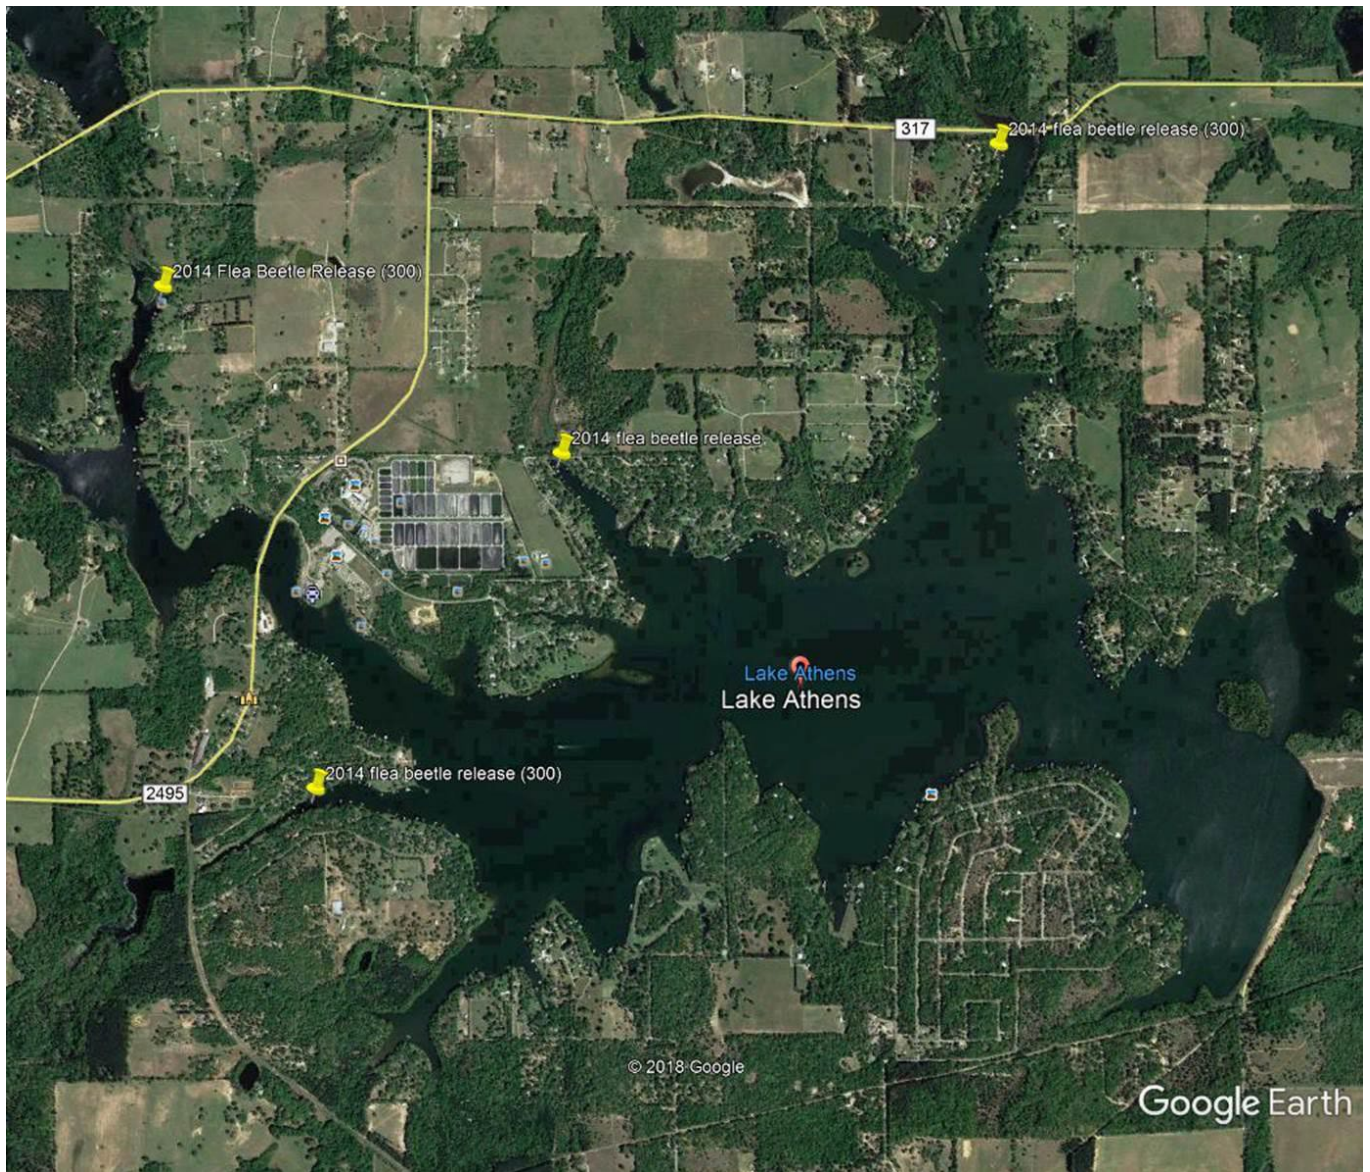 317
2014 flea beetle release (300)
2014 Flea Beetle Release (300)
2014 flea beetle release
Lake Athens
Lake Athens
2014 flea beetle release (300)
2495
© 2018 Google
Google Earth